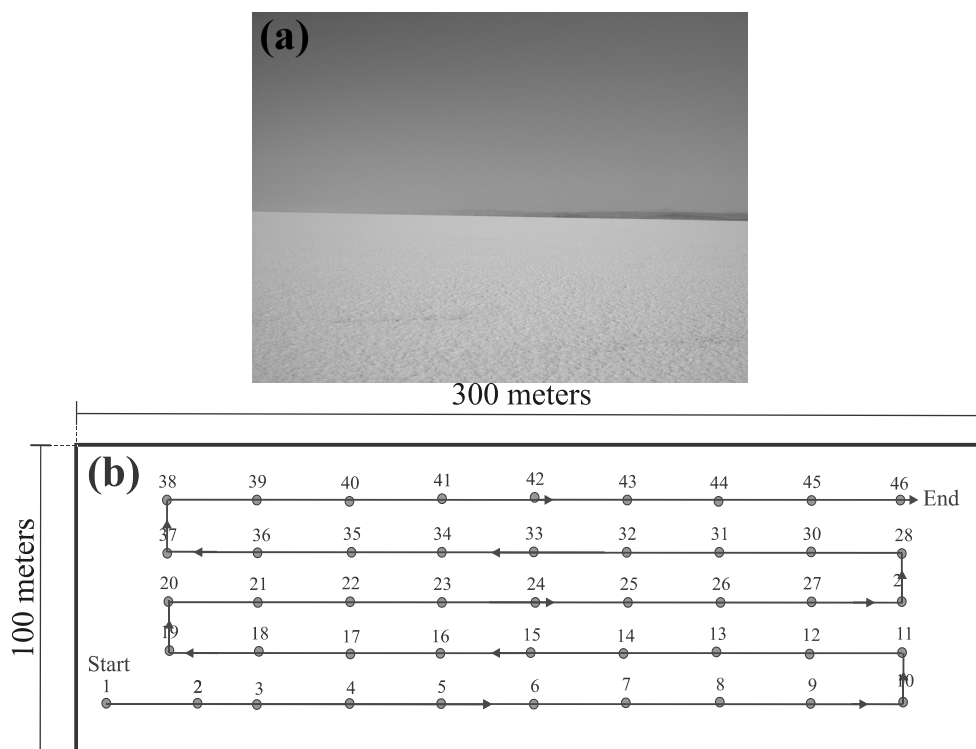 (a)
300 meters
100 meters
(b)
38 39 40 41 42 43 44 45 46
End
37 36 35 34 33 32 31 30 28
20 21 22 23 24 25 26 27
19 18 17 16 15 14 13 12 11
Start
1 2 3 4 5 6 7 8 9 10